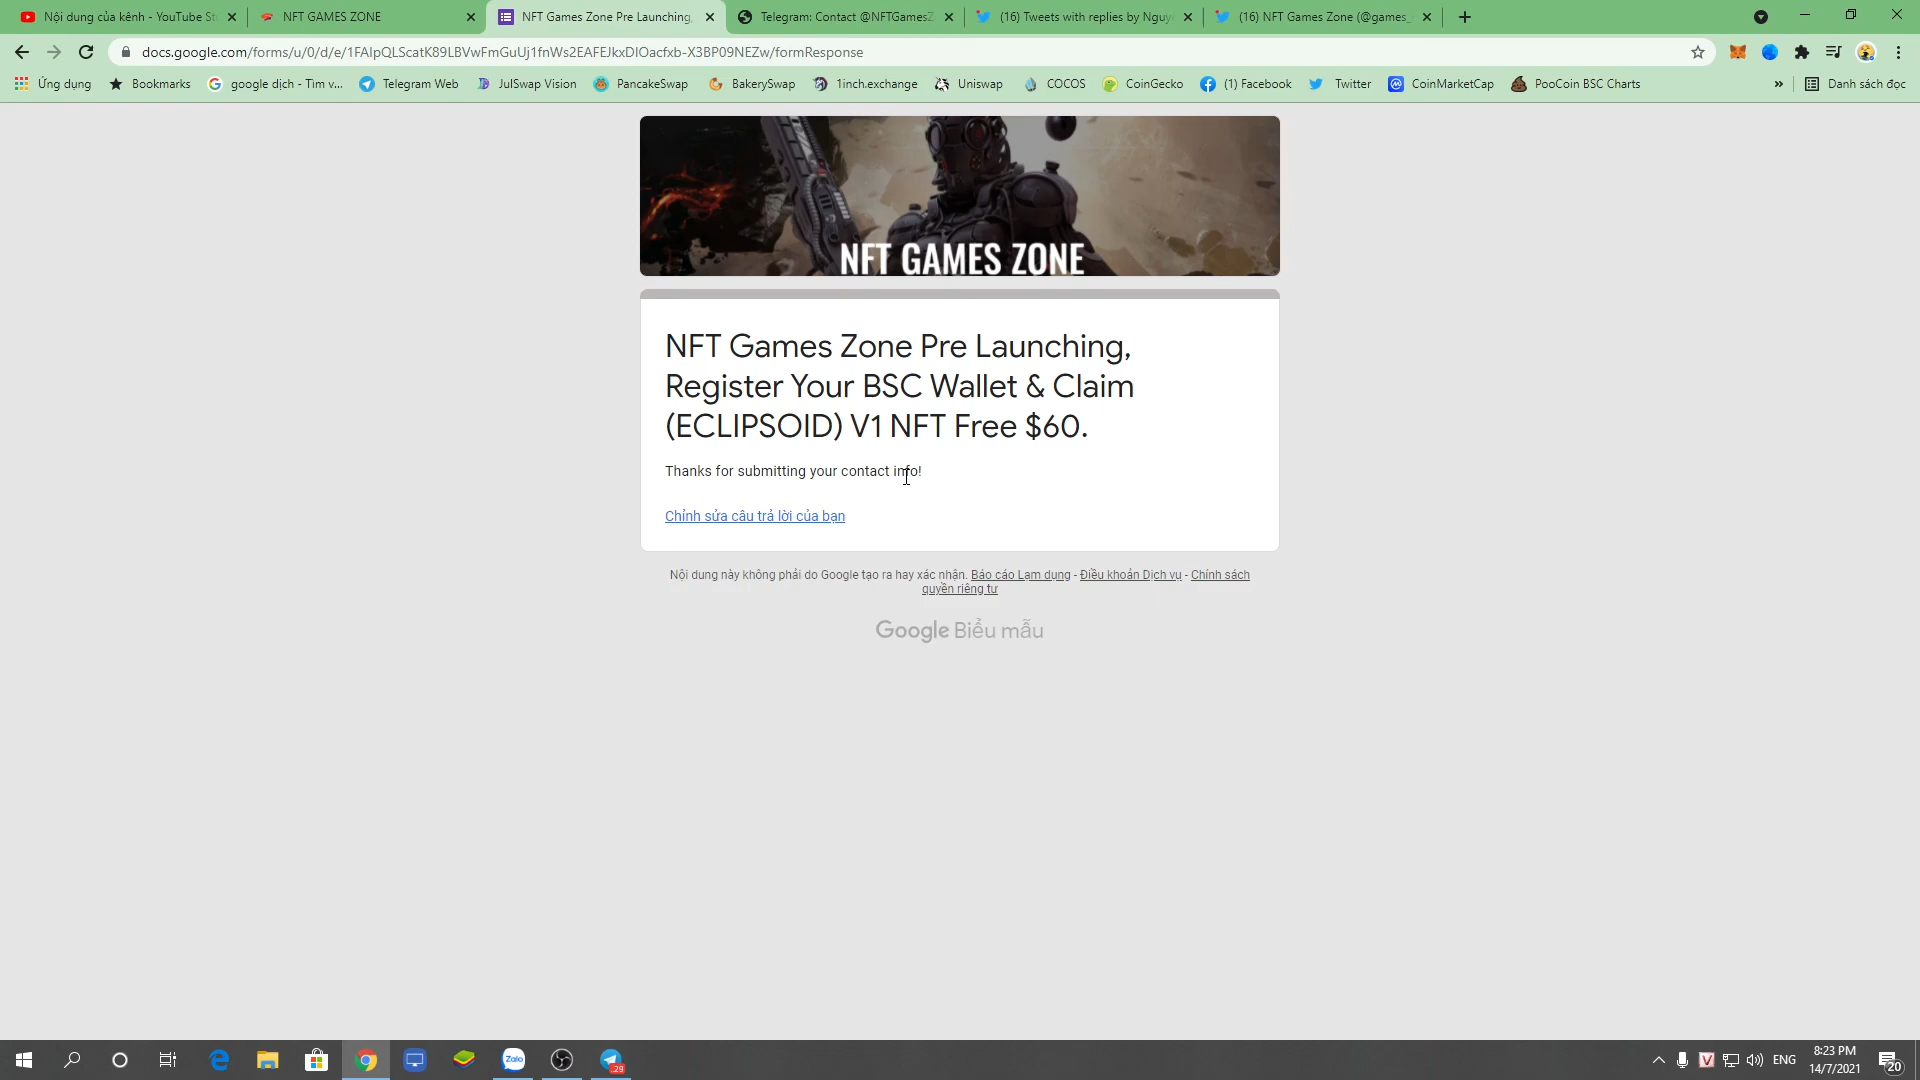 Nội dung của kênh - YouTube St
NFT GAMES ZONE
NFT Games Zone Pre Launching,
Telegram: Contact @NFTGamesZ
(16) Tweets with replies by Nguy
(16) NFT Games Zone (@games_
docs.google.com/forms/u/0/d/e/1FAIpQLScatK89LBVwFmGuUj1fnWs2EAFEJkxDIOacfxb-X3BP09NEZw/formResponse
Ứng dụng
Bookmarks
google dịch - Tìm v...
Telegram Web
JulSwap Vision
PancakeSwap
BakerySwap
1inch.exchange
Uniswap
COCOS
CoinGecko
(1) Facebook
Twitter
CoinMarketCap
PooCoin BSC Charts
»
Danh sách đọc
NFT GAMES ZONE
NFT Games Zone Pre Launching,
Register Your BSC Wallet & Claim
(ECLIPSOID) V1 NFT Free $60.
Thanks for submitting your contact info!
Chỉnh sửa câu trả lời của bạn
Nội dung này không phải do Google tạo ra hay xác nhận. Báo cáo Lạm dụng - Điều khoản Dịch vụ - Chính sách
quyền riêng tư
Google Biểu mẫu
Zalo
29
V
ENG
8:23 PM
14/7/2021
20